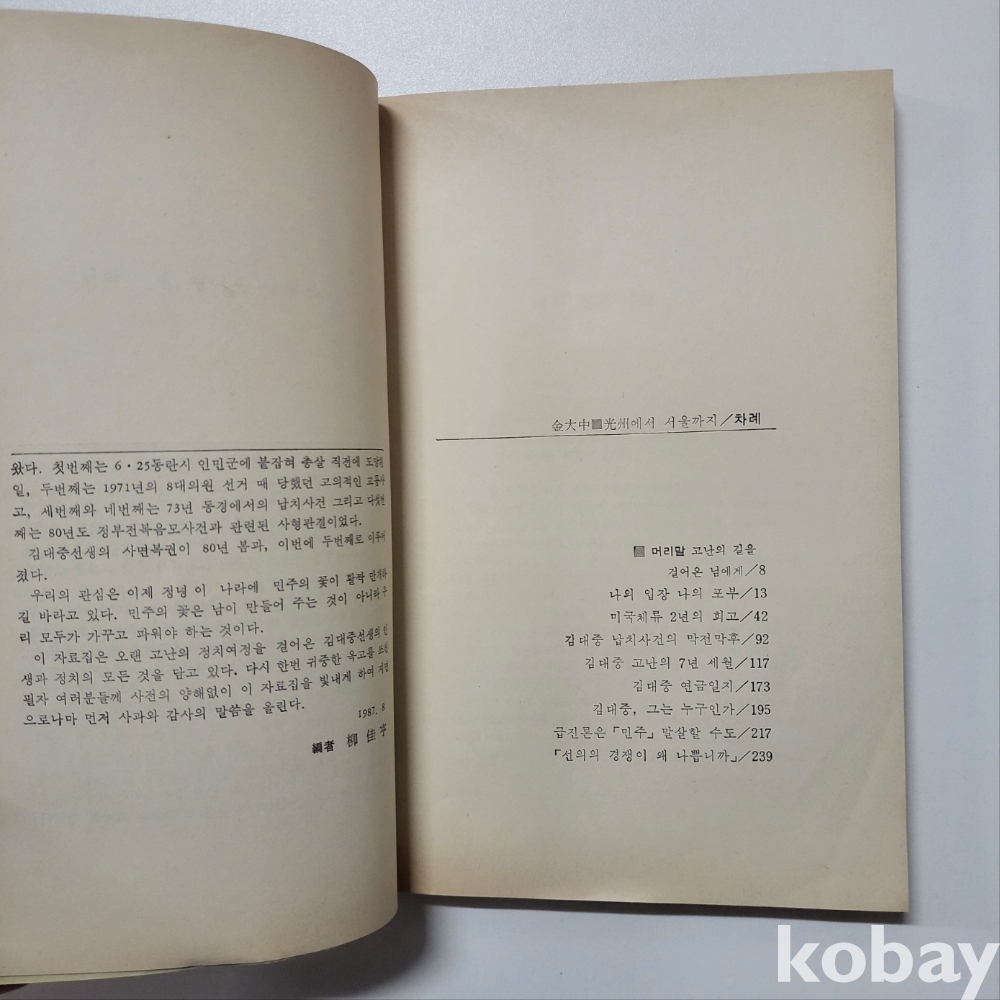 왔다. 첫번째는 6·25동란시 인민군에 붙잡혀 총살 직전에 도달한
일, 두번째는 1971년의 8대의원 선거 때 당했던 고의적인 교통사
고, 세번째와 네번째는 73년 동경에서의 납치사건 그리고 다섯번
째는 80년도 정부전복음모사건과 관련된 사형판결이었다.
김대중선생의 사면복권이 80년 봄과, 이번에 두번째로 이루어
졌다.
우리의 관심은 이제 정녕 이 나라에 민주의 꽃이 활짝 만개하
길 바라고 있다. 민주의 꽃은 남이 만들어 주는 것이 아니라 우
리 모두가 가꾸고 파워야 하는 것이다.
이 자료집은 오랜 고난의 정치여정을 걸어온 김대중선생의 인
생과 정치의 모든 것을 담고 있다. 다시 한번 귀중한 옥고를
필자 여러분들께 사전의 양해없이 이 자료집을 빛내게 하여 지면
으로나마 먼저 사과와 감사의 말씀을 올린다.
1987. 8
編者 柳佳亨
金大中■光州에서 서울까지/차례
■ 머리말 고난의 길을
걸어온 님에게/8
나의 입장 나의 포부/13
미국체류 2년의 회고/42
김대중 납치사건의 막전막후/92
김대중 고난의 7년 세월/117
김대중 연금일지/173
김대중, 그는 누구인가/195
급진론은 「민주」 말살할 수도/217
「선의의 경쟁이 왜 나쁩니까」/239
kobay